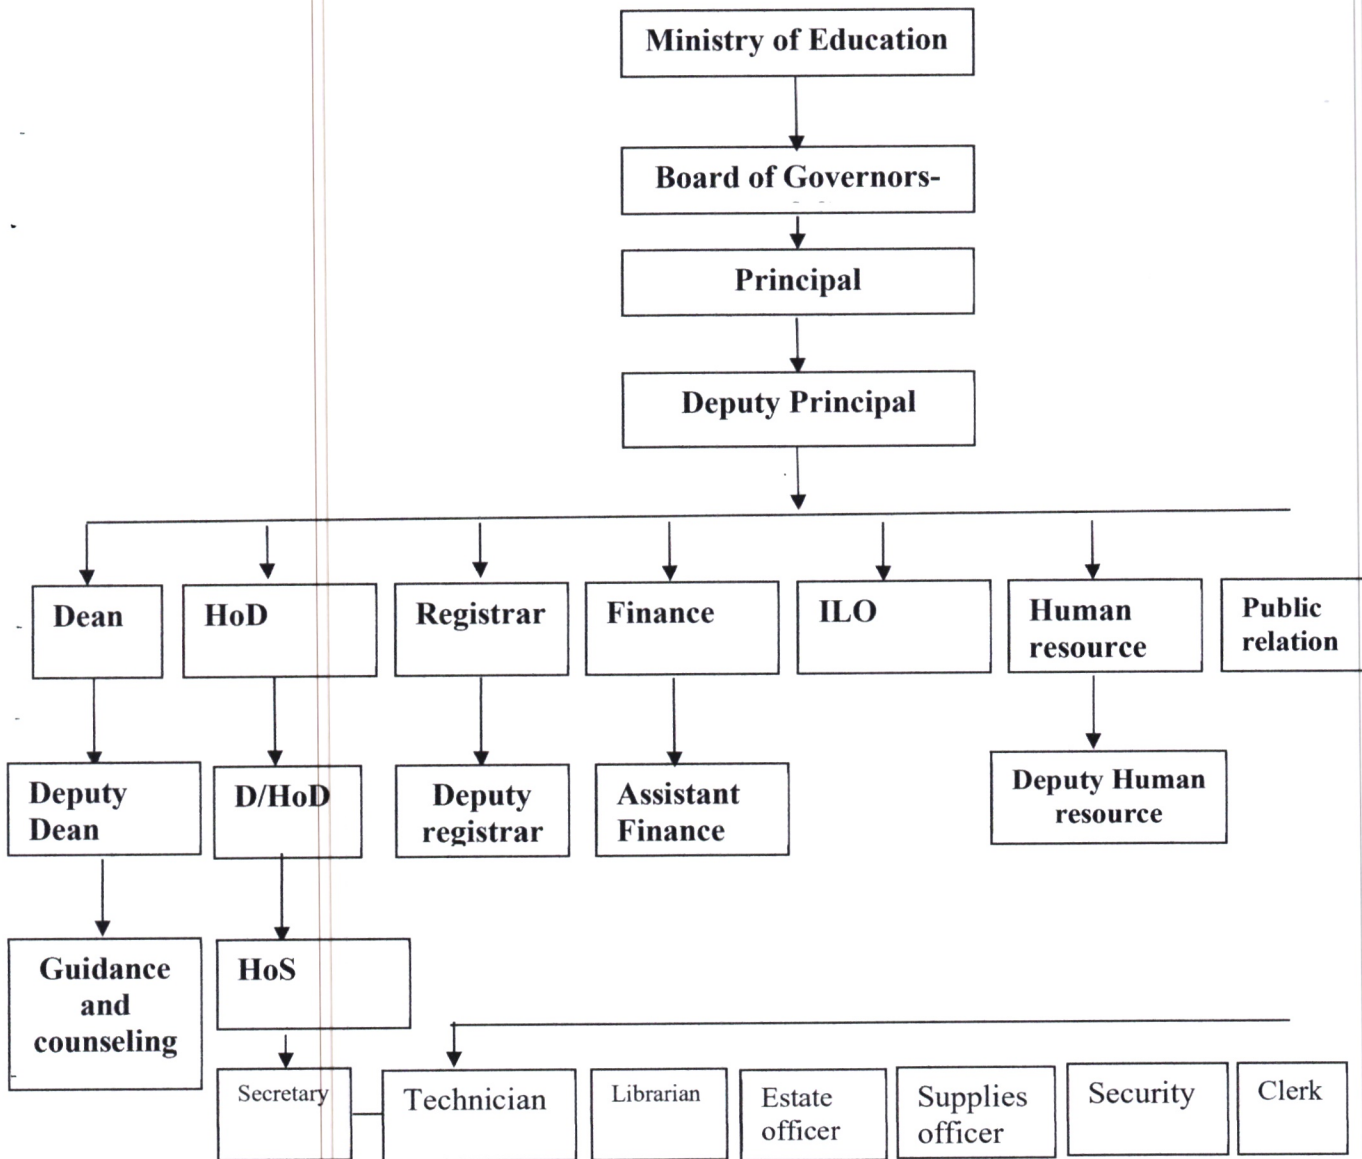 Ministry of Education
Board of Governors-
Principal
Deputy Principal
Dean
HoD
Registrar
Finance
ILO
Human
resource
Public
relation
Deputy
Dean
D/HoD
Deputy
registrar
Assistant
Finance
Deputy Human
resource
Guidance
and
counseling
HoS
Secretary
Technician
Librarian
Estate
officer
Supplies
officer
Security
Clerk